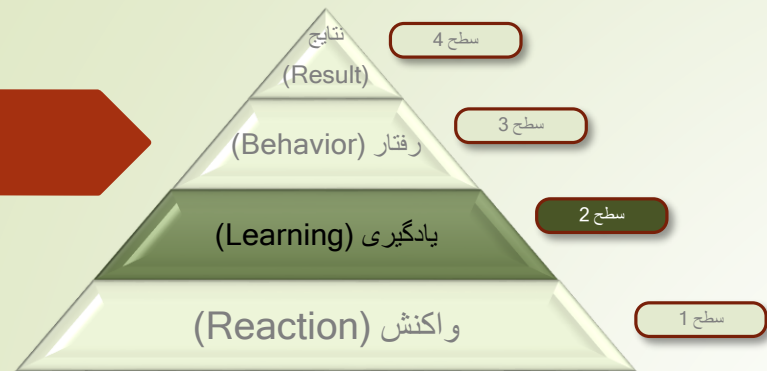 نتایج
(Result)
سطح 4
رفتار (Behavior)
سطح 3
یادگیری (Learning)
سطح 2
واکنش (Reaction)
سطح 1